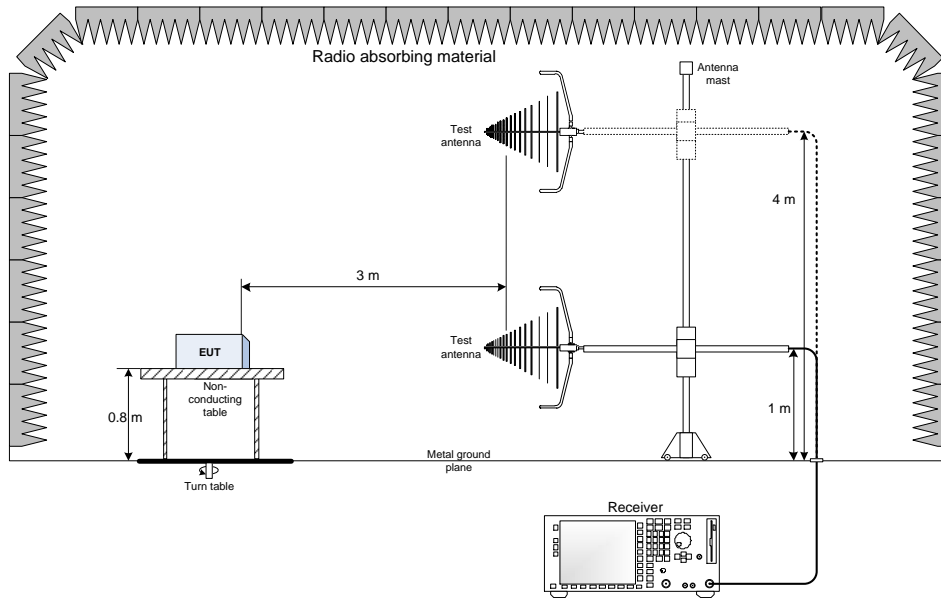 Radio absorbing material
Antenna
mast
Test
antenna
4 m
3 m
Test
antenna
EUT
Non-
conducting
table
0.8 m
1 m
Metal ground
plane
Turn table
Receiver